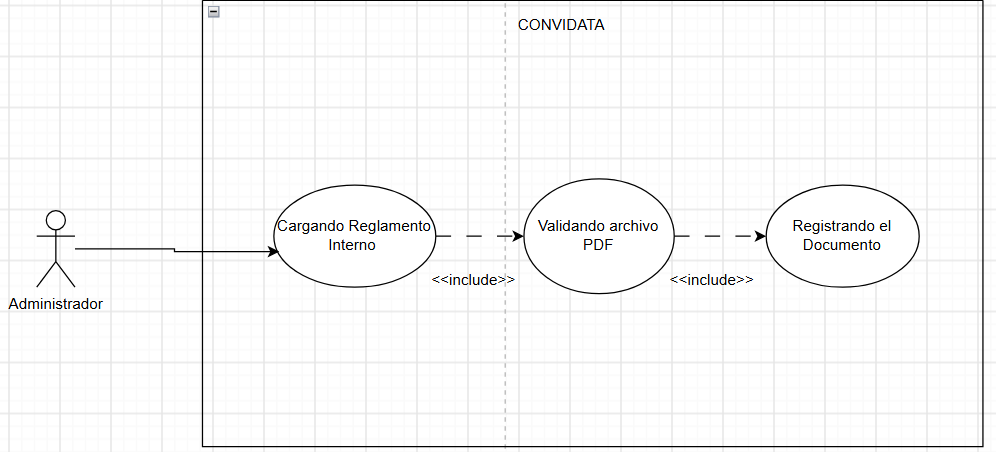 CONVIDATA
Cargando Reglamento
Interno
Validando archivo
PDF
Registrando el
Documento
<<include>>
<<include>>
Administrador